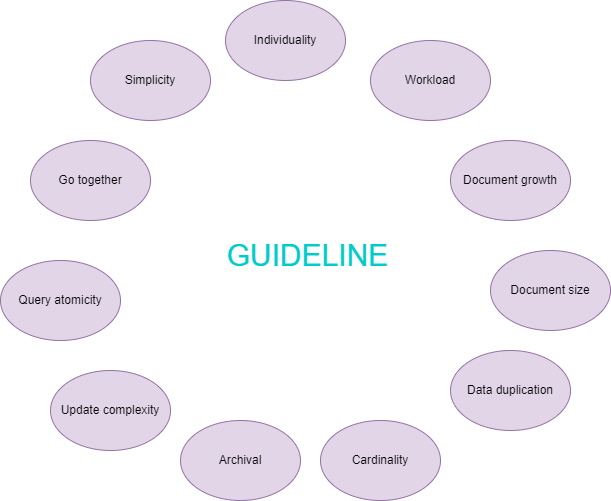 Individuality
Simplicity
Workload
Go together
Document growth
GUIDELINE
Query atomicity
Document size
Data duplication
Update complexity
Archival
Cardinality